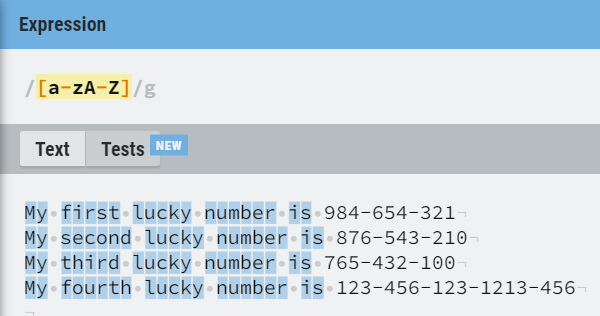 Expression
/[a-zA-Z]/g
Text Tests NEW
My first lucky number is 984-654-321
My second lucky number is 876-543-210
My third lucky number is 765-432-100
My fourth lucky number is 123-456-123-1213-456